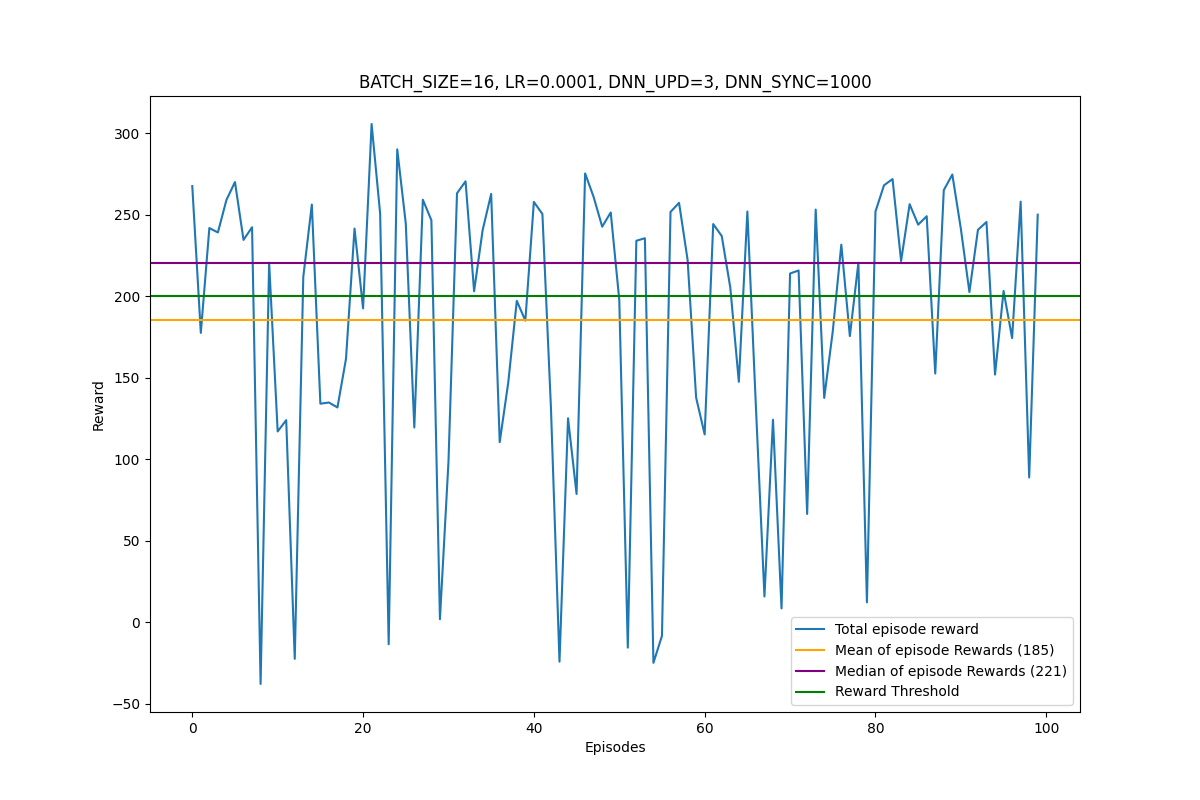 BATCH_SIZE=16, LR=0.0001, DNN_UPD=3, DNN_SYNC=1000
300
250
200
150
100
50
0
−50
Reward
0 20 40 60 80 100
Episodes
Total episode reward
Mean of episode Rewards (185)
Median of episode Rewards (221)
Reward Threshold